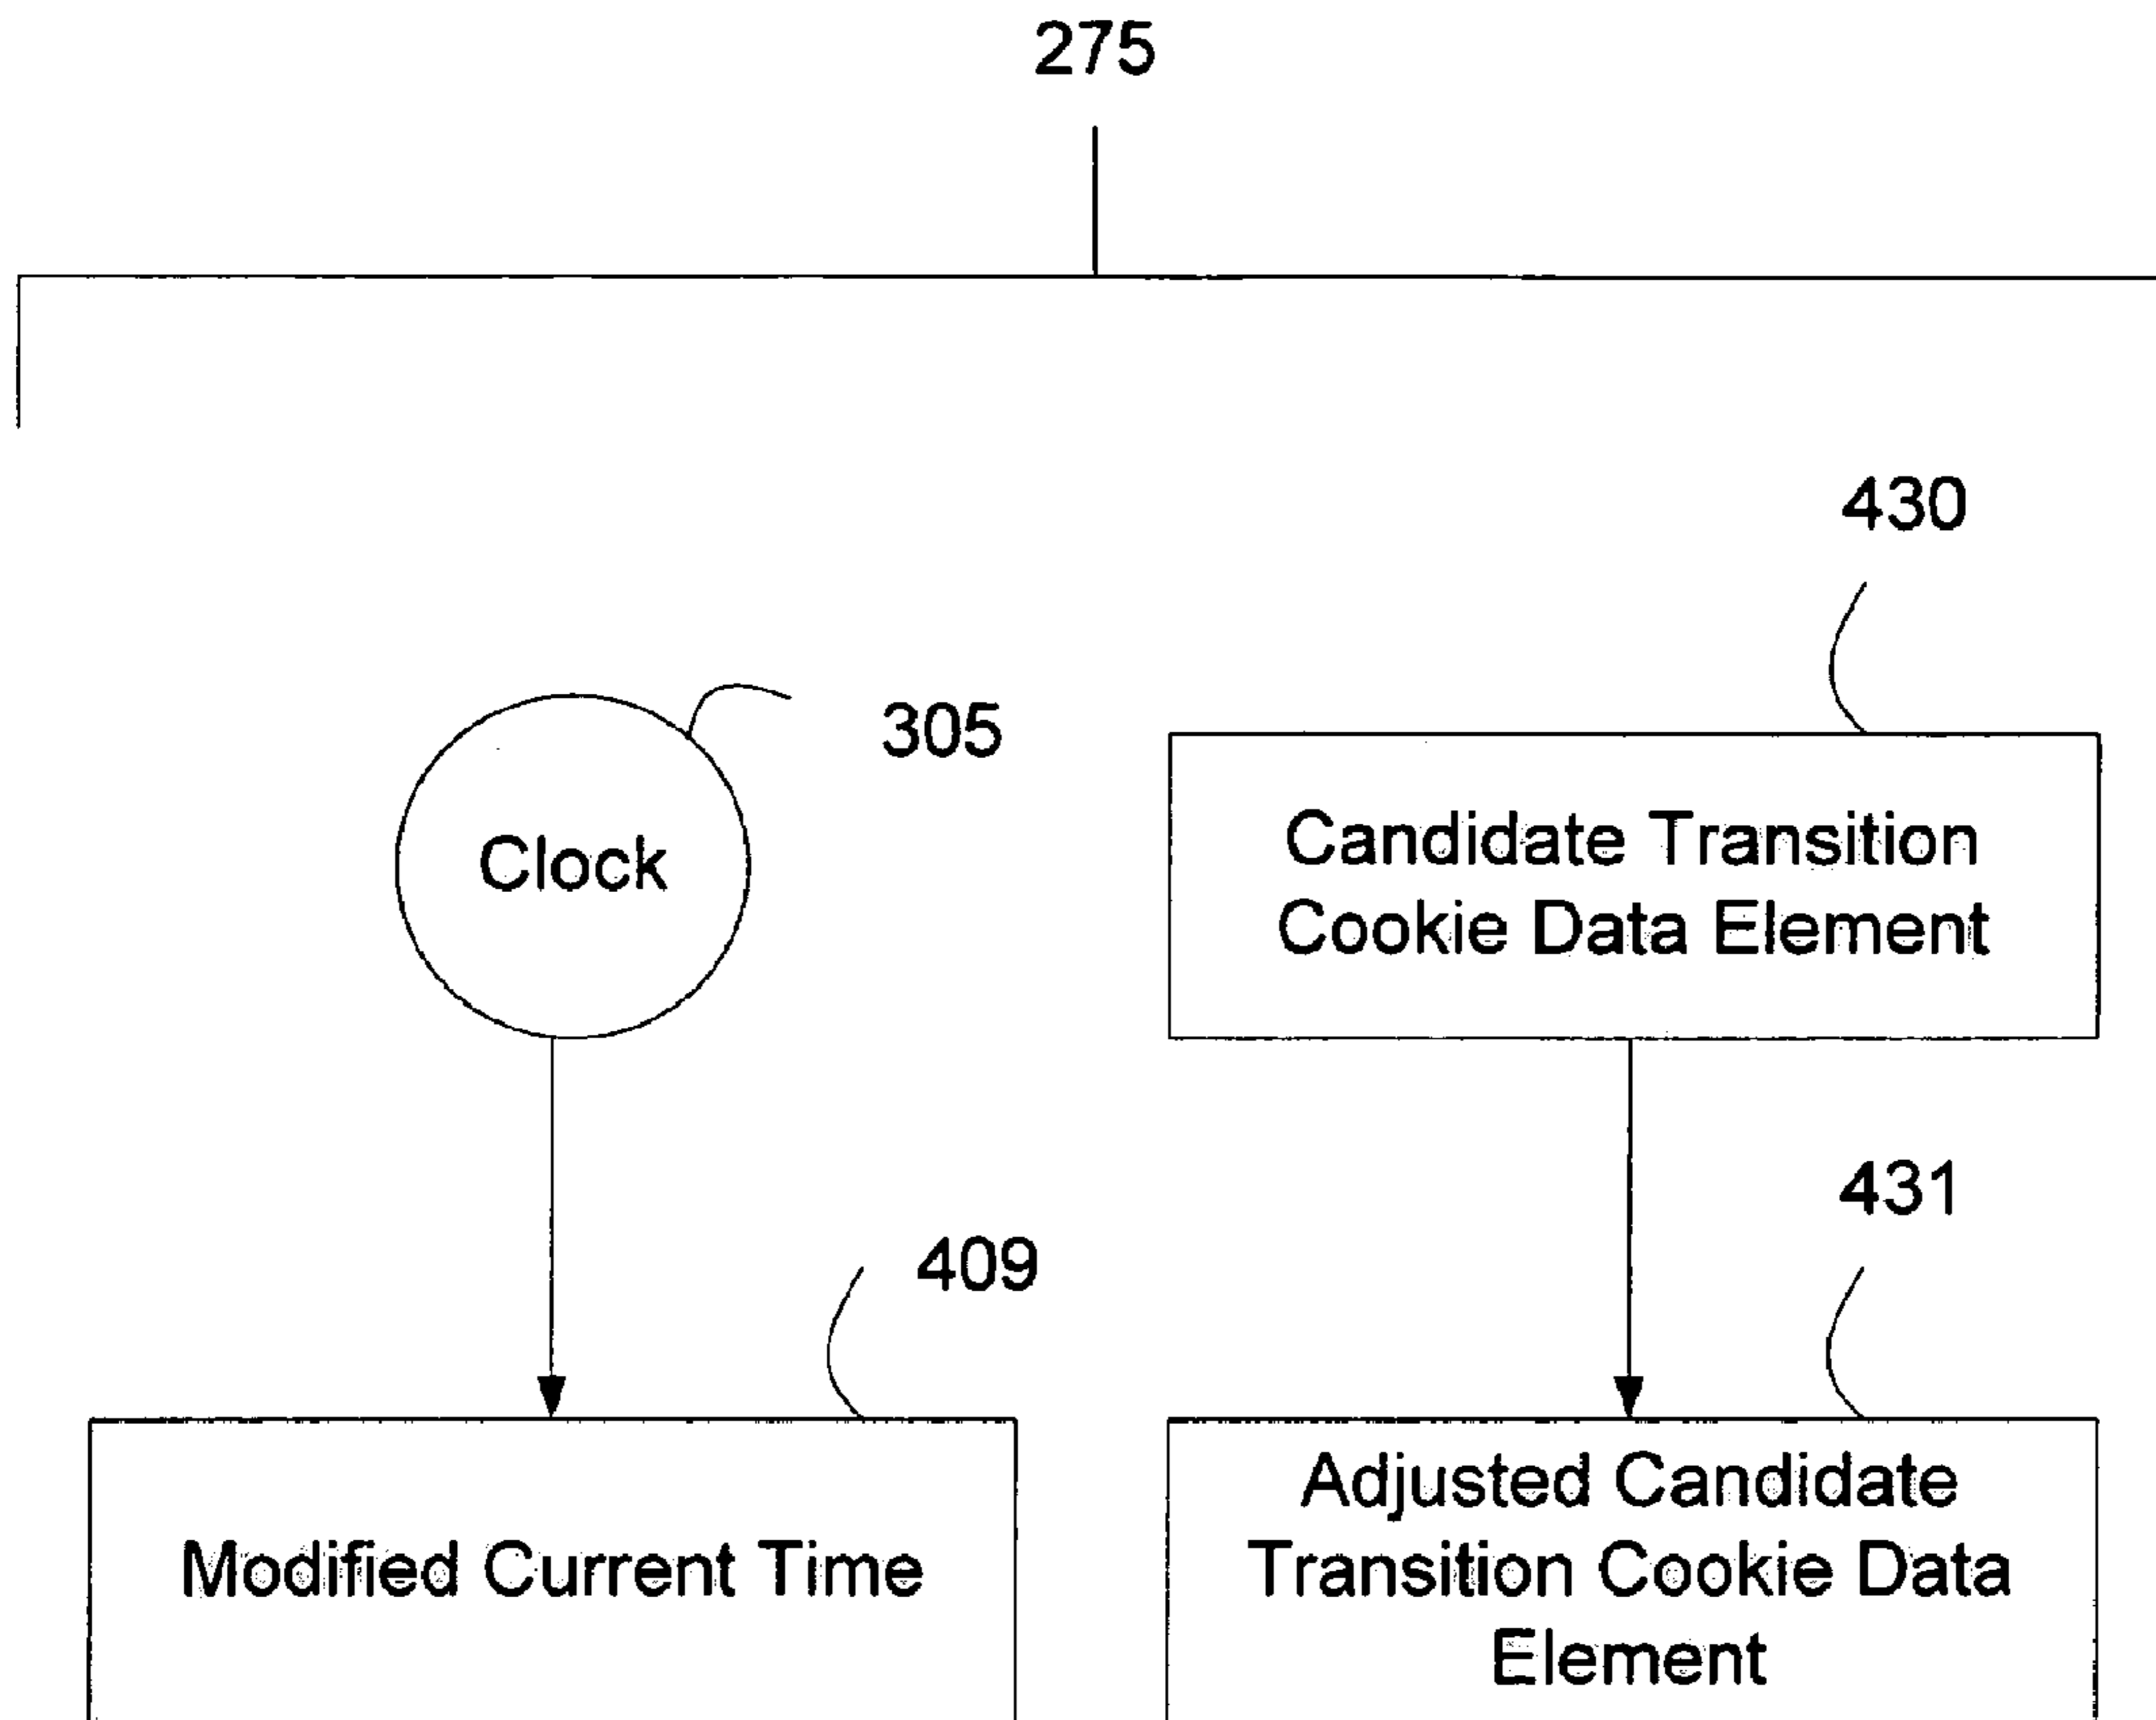 275
430
305
Clock
Candidate Transition
Cookie Data Element
431
409
Modified Current Time
Adjusted Candidate
Transition Cookie Data
Element